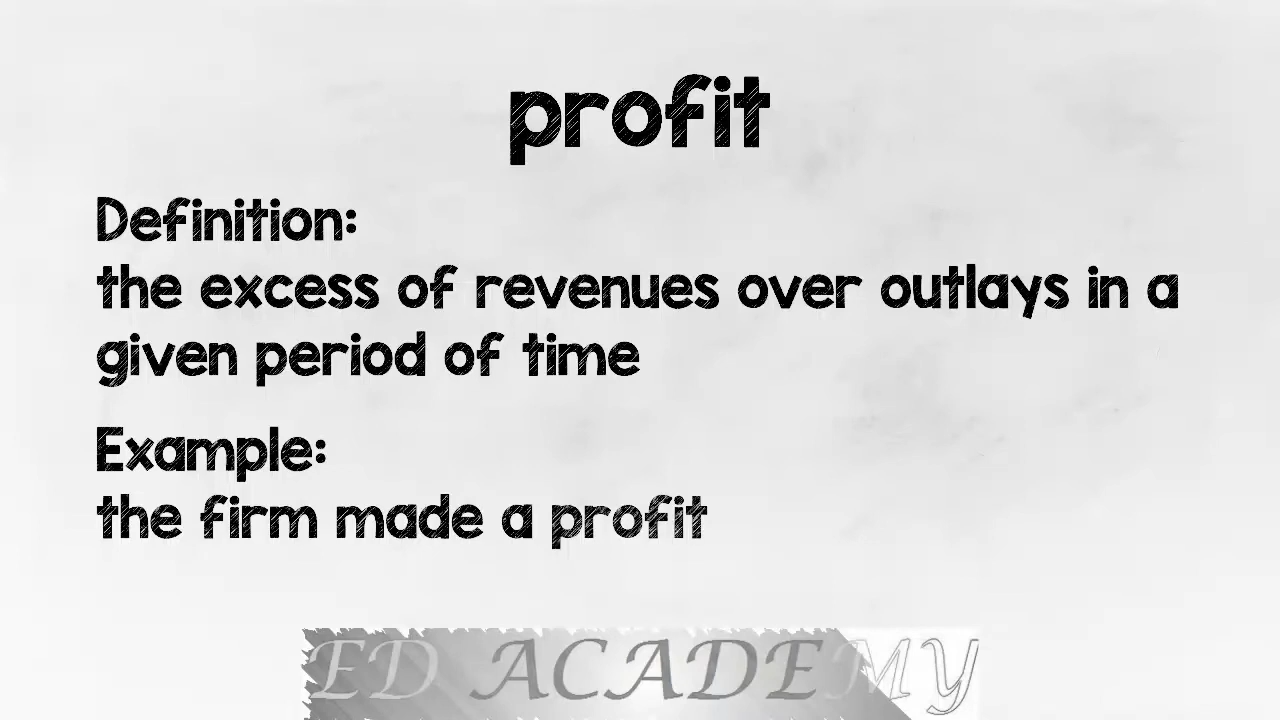 profit
Definition:
the excess of revenues over outlays in a
given period of time
Example:
the firm made a profit
ED ACADEMY